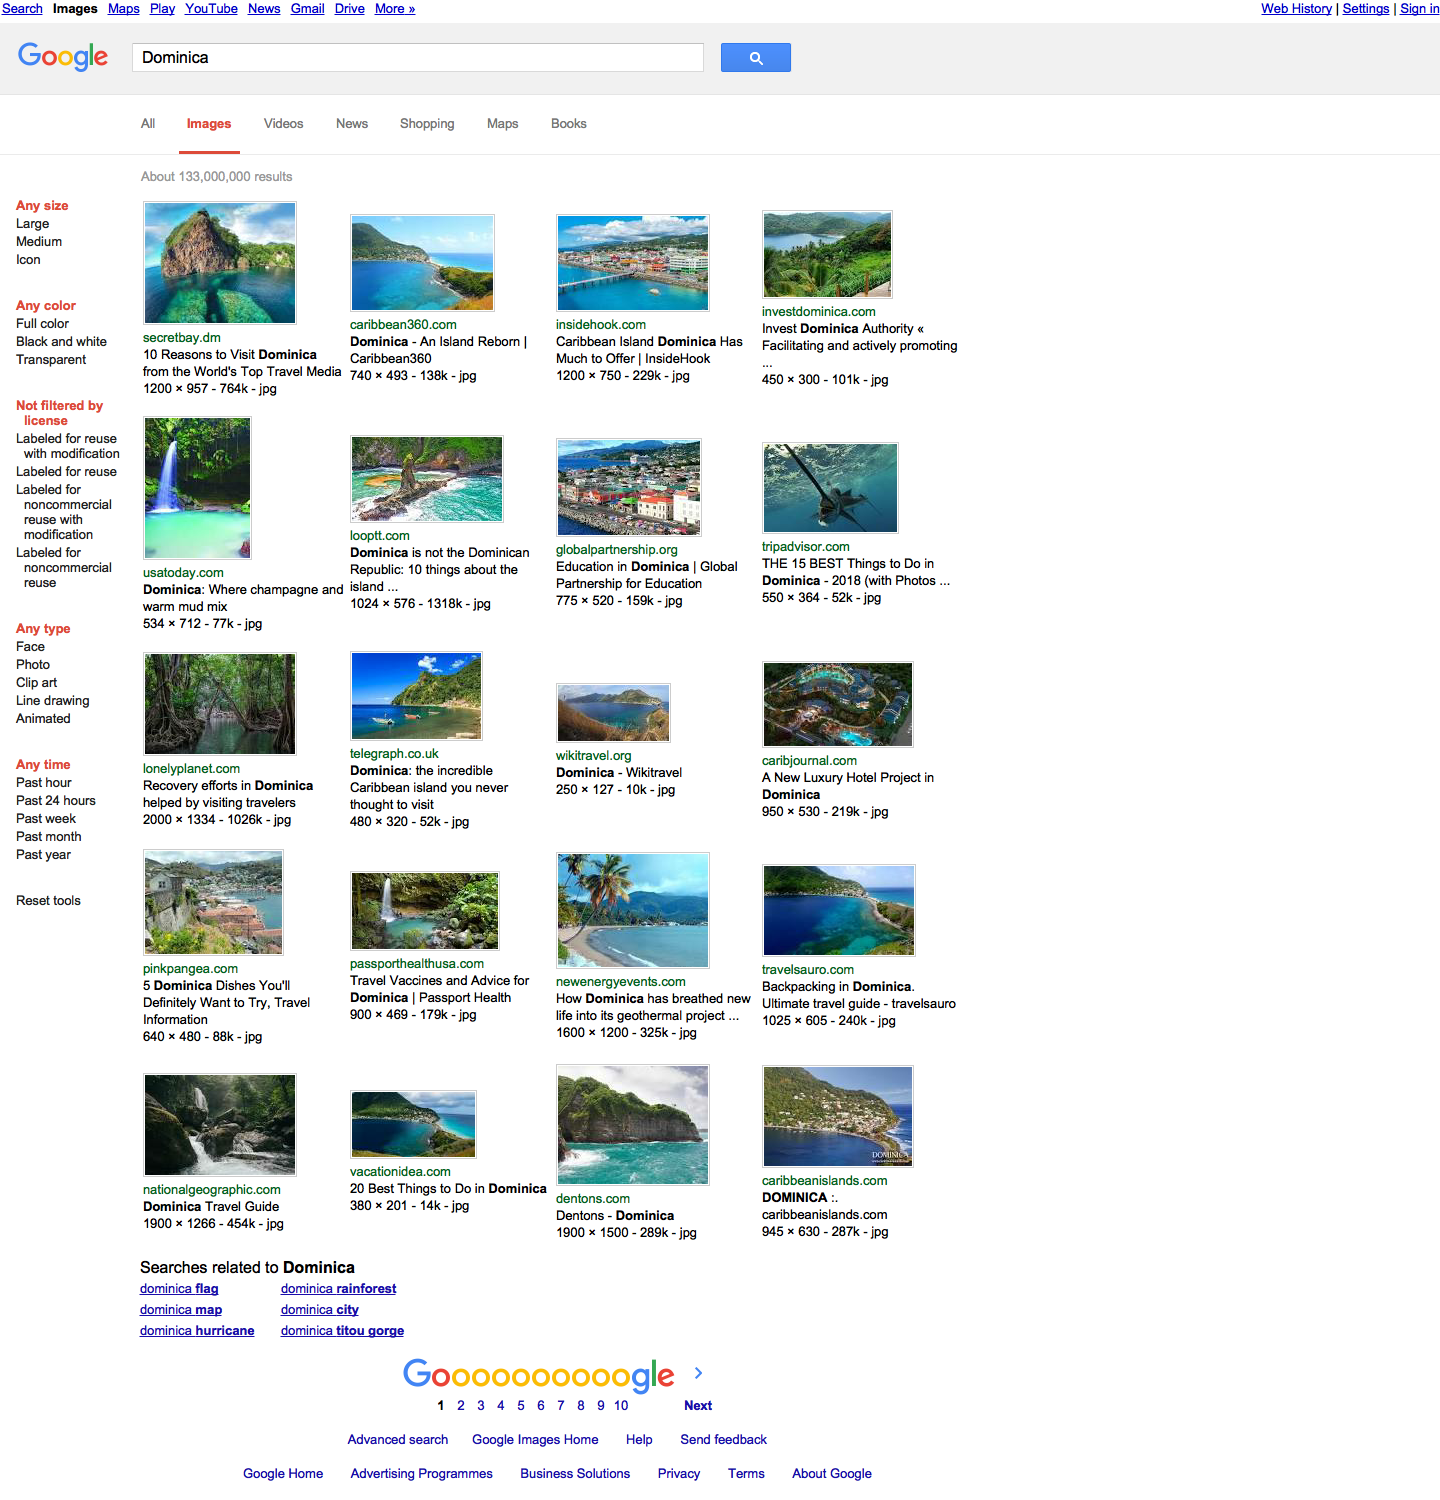 Search Images Maps Play YouTube News Gmail Drive More »
Web History | Settings | Sign in
Google
Dominica
All Images Videos News Shopping Maps Books
About 133,000,000 results
Any size
Large
Medium
Icon
Any color
Full color
Black and white
Transparent
Not filtered by
license
Labeled for reuse
with modification
Labeled for reuse
Labeled for
noncommercial
reuse with
modification
Labeled for
noncommercial
reuse
Any type
Face
Photo
Clip art
Line drawing
Animated
Any time
Past hour
Past 24 hours
Past week
Past month
Past year
Reset tools
secretbay.dm
10 Reasons to Visit Dominica
from the World's Top Travel Media
1200 × 957 - 764k - jpg
caribbean360.com
Dominica - An Island Reborn |
Caribbean360
740 × 493 - 138k - jpg
insidehook.com
Caribbean Island Dominica Has
Much to Offer | InsideHook
1200 × 750 - 229k - jpg
investdominica.com
Invest Dominica Authority «
Facilitating and actively promoting
...
450 × 300 - 101k - jpg
usatoday.com
Dominica: Where champagne and
warm mud mix
534 × 712 - 77k - jpg
looptt.com
Dominica is not the Dominican
Republic: 10 things about the
island ...
1024 × 576 - 1318k - jpg
globalpartnership.org
Education in Dominica | Global
Partnership for Education
775 × 520 - 159k - jpg
tripadvisor.com
THE 15 BEST Things to Do in
Dominica - 2018 (with Photos ...
550 × 364 - 52k - jpg
lonelyplanet.com
Recovery efforts in Dominica
helped by visiting travelers
2000 × 1334 - 1026k - jpg
telegraph.co.uk
Dominica: the incredible
Caribbean island you never
thought to visit
480 × 320 - 52k - jpg
wikitravel.org
Dominica - Wikitravel
250 × 127 - 10k - jpg
caribjournal.com
A New Luxury Hotel Project in
Dominica
950 × 530 - 219k - jpg
pinkpangea.com
5 Dominica Dishes You'll
Definitely Want to Try, Travel
Information
640 × 480 - 88k - jpg
passporthealthusa.com
Travel Vaccines and Advice for
Dominica | Passport Health
900 × 469 - 179k - jpg
newenergyevents.com
How Dominica has breathed new
life into its geothermal project ...
1600 × 1200 - 325k - jpg
travelsauro.com
Backpacking in Dominica.
Ultimate travel guide - travelsauro
1025 × 605 - 240k - jpg
nationalgeographic.com
Dominica Travel Guide
1900 × 1266 - 454k - jpg
vacationidea.com
20 Best Things to Do in Dominica
380 × 201 - 14k - jpg
dentons.com
Dentons - Dominica
1900 × 1500 - 289k - jpg
DOMINICA
caribbeanislands.com
DOMINICA :.
caribbeanislands.com
945 × 630 - 287k - jpg
Searches related to Dominica
dominica flag dominica rainforest
dominica map dominica city
dominica hurricane dominica titou gorge
Goooooooooogle
1 2 3 4 5 6 7 8 9 10 Next
Advanced search Google Images Home Help Send feedback
Google Home Advertising Programmes Business Solutions Privacy Terms About Google